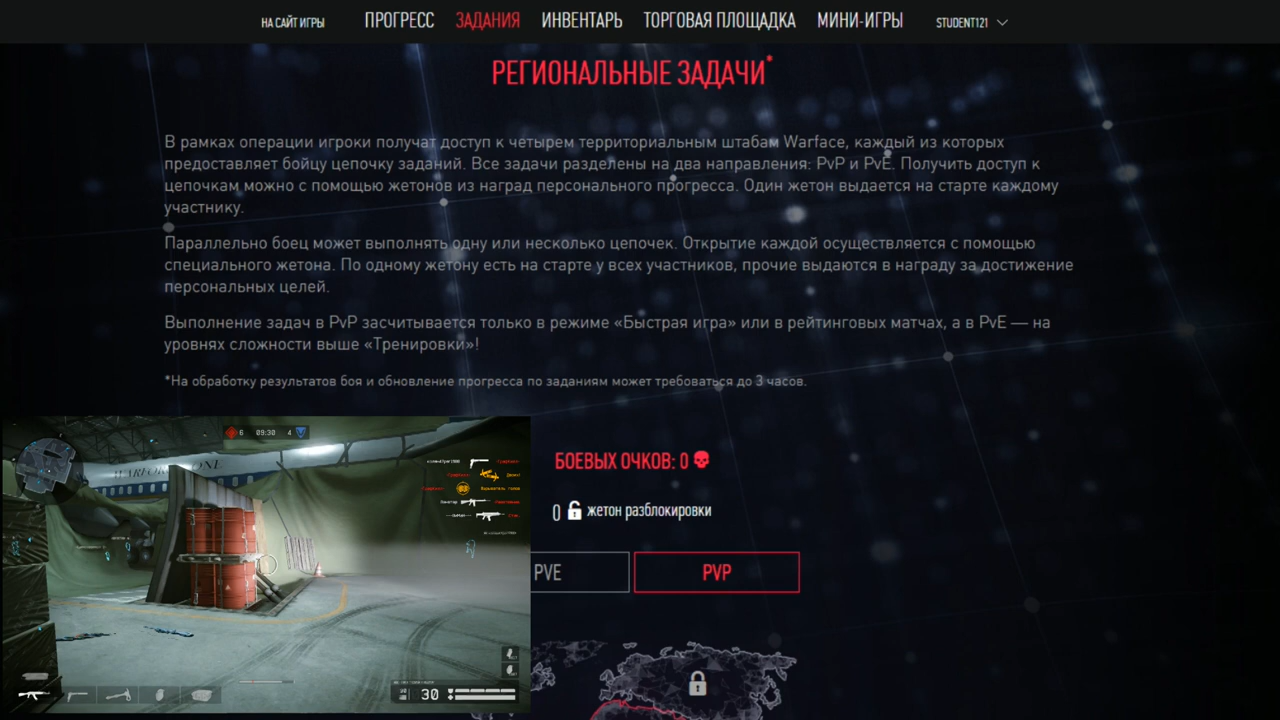 НА САЙТ ИГРЫ ПРОГРЕСС ЗАДАНИЯ ИНВЕНТАРЬ ТОРГОВАЯ ПЛОЩАДКА МИНИ-ИГРЫ STUDENT121
РЕГИОНАЛЬНЫЕ ЗАДАЧИ*
В рамках операции игроки получат доступ к четырем территориальным штабам Warface, каждый из которых
предоставляет бойцу цепочку заданий. Все задачи разделены на два направления: PvP и PvE. Получить доступ к
цепочкам можно с помощью жетонов из наград персонального прогресса. Один жетон выдается на старте каждому
участнику.
Параллельно боец может выполнять одну или несколько цепочек. Открытие каждой осуществляется с помощью
специального жетона. По одному жетону есть на старте у всех участников, прочие выдаются в награду за достижение
персональных целей.
Выполнение задач в PvP засчитывается только в режиме «Быстрая игра» или в рейтинговых матчах, а в PvE — на
уровнях сложности выше «Тренировки»!
*На обработку результатов боя и обновление прогресса по заданиям может требоваться до 3 часов.
6 09:30 4
БОЕВЫХ ОЧКОВ: 0
0 жетон разблокировки
PVE PVP
30